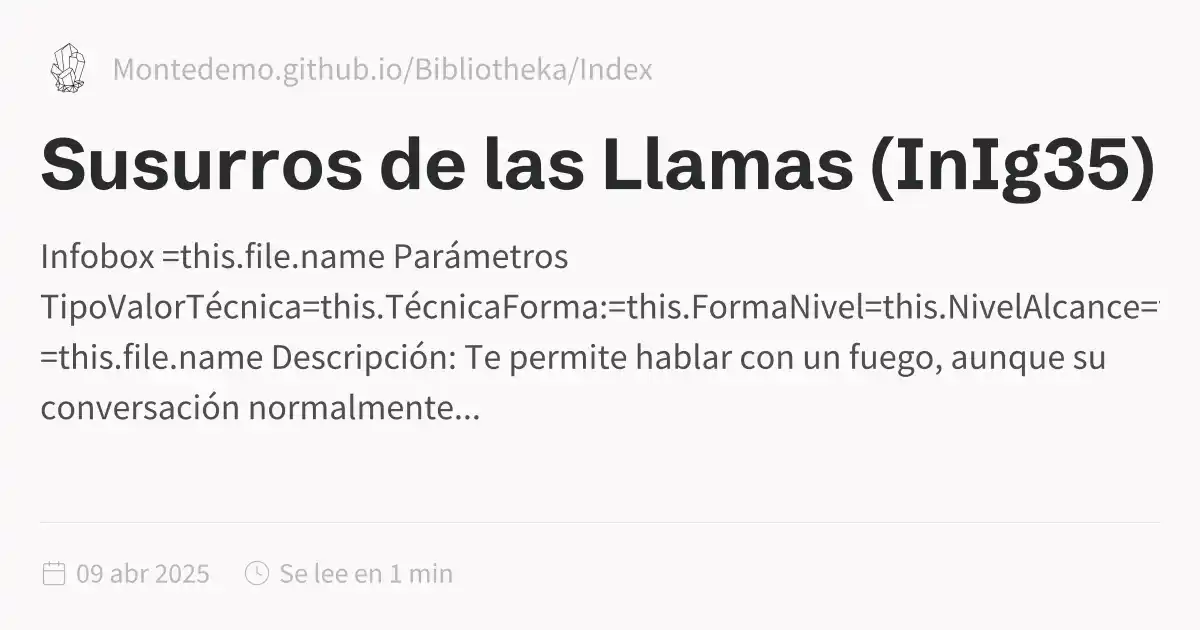 Montedemo.github.io/Bibliotheka/Index
Susurros de las Llamas (InIg35)
Infobox =this.file.name Parámetros
TipoValorTécnica=this.TécnicaForma:=this.FormaNivel=this.NivelAlcance=
=this.file.name Descripción: Te permite hablar con un fuego, aunque su
conversación normalmente...
09 abr 2025
Se lee en 1 min